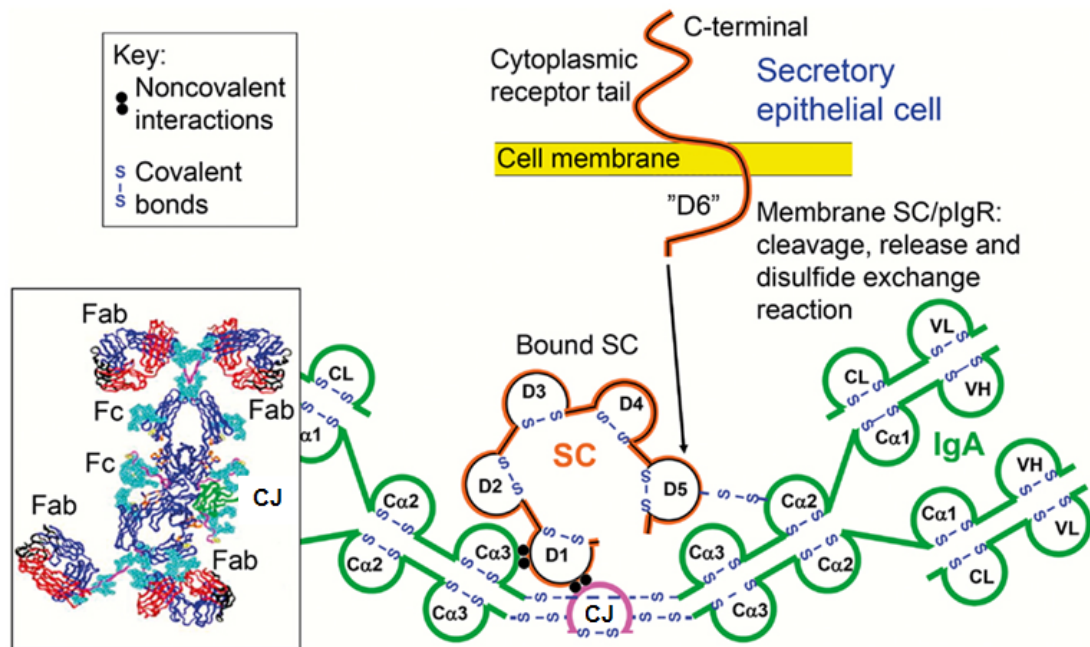 Key:
Noncovalent
interactions
S
S
Covalent
bonds
C-terminal
Cytoplasmic
receptor tail
Secretory
epithelial cell
Cell membrane
”D6”
Membrane SC/pIgR:
cleavage, release and
disulfide exchange
reaction
Fab
Fc
Fab
Fc
CJ
Fab
Fab
CL
S S
S S
α1
Cα2
Cα2
S S
S S
Cα3
Cα3
S S
S S
Bound SC
D3
S S
D4
S S
SC
D2
S S
D5
S S
S S
D1
S S
CJ
S S
S S
S S
S S
S S
Cα3
Cα3
S S
S S
Cα2
Cα2
S S
S S
VL
S S
CL
S S
VH
S S
Cα1
S S
IgA
VH
S S
Cα1
S S
VL
S S
CL
S S